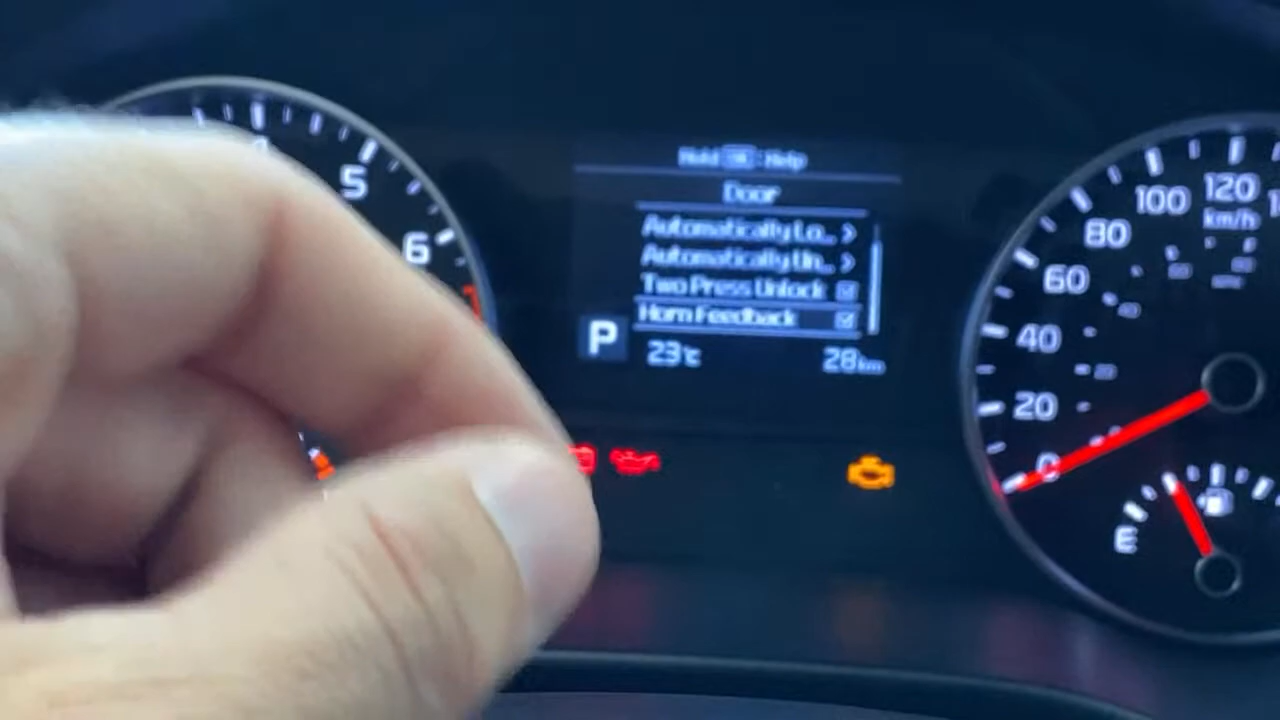 Hold OK : Help
Door
Automatically Lo...
Automatically Un...
Two Press Unlock
Horn Feedback
P
23°C
28km
5
6
0
20
40
60
80
100
120
km/h
E